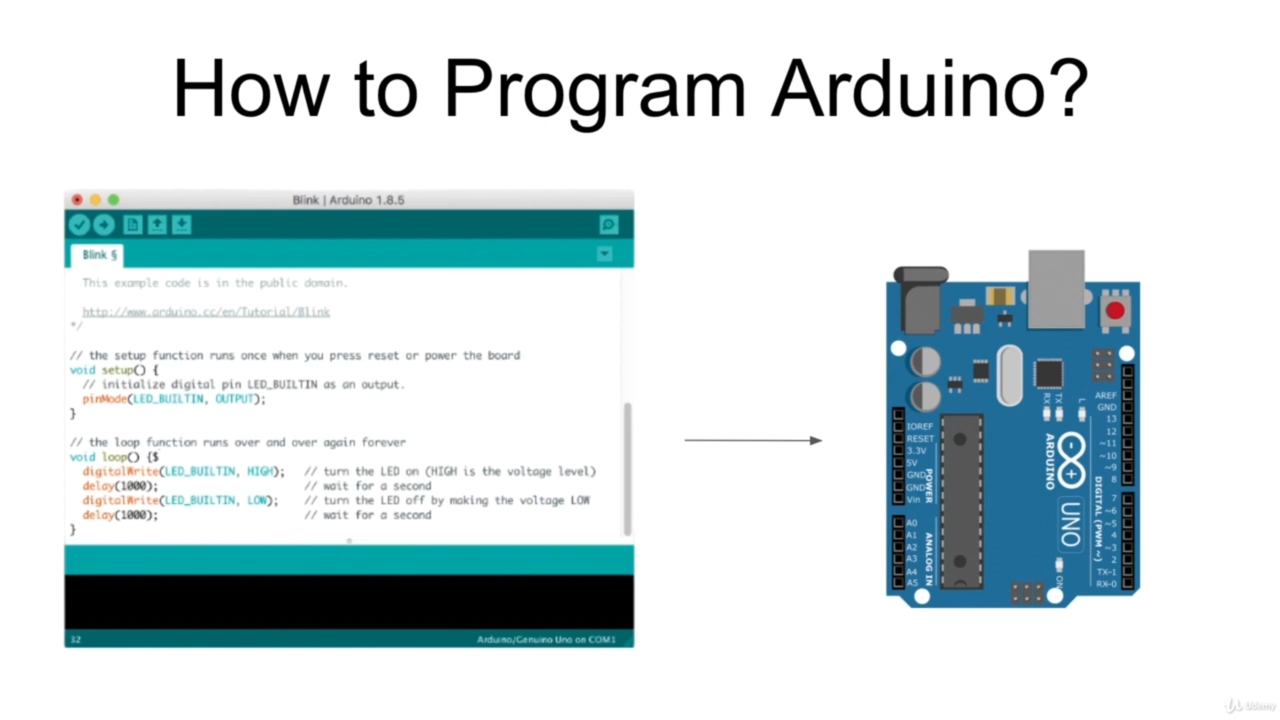 How to Program Arduino?
Blink | Arduino 1.8.5
Blink §
This example code is in the public domain.
http://www.arduino.cc/en/Tutorial/Blink
*/
// the setup function runs once when you press reset or power the board
void setup() {
// initialize digital pin LED_BUILTIN as an output.
pinMode(LED_BUILTIN, OUTPUT);
}
// the loop function runs over and over again forever
void loop() {$
digitalWrite(LED_BUILTIN, HIGH); // turn the LED on (HIGH is the voltage level)
delay(1000); // wait for a second
digitalWrite(LED_BUILTIN, LOW); // turn the LED off by making the voltage LOW
delay(1000); // wait for a second
}
32
Arduino/Genuino Uno on COM1
RX
TX
L
ARDUINO
UNO
ON
IOREF
RESET
3.3V
5V
GND
GND
Vin
POWER
A0
A1
A2
A3
A4
A5
ANALOG IN
AREF
GND
13
12
~11
~10
~9
8
7
~6
~5
4
~3
2
TX-1
RX-0
DIGITAL (PWM ~)
Udemy